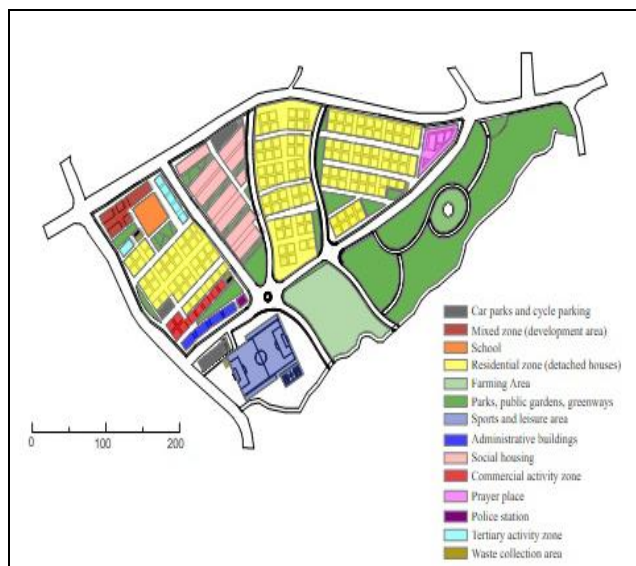 Car parks and cycle parking
Mixed zone (development area)
School
Residential zone (detached houses)
Farming Area
Parks, public gardens, greenways
Sports and leisure area
Administrative buildings
Social housing
Commercial activity zone
Prayer place
Police station
Tertiary activity zone
Waste collection area
0 100 200